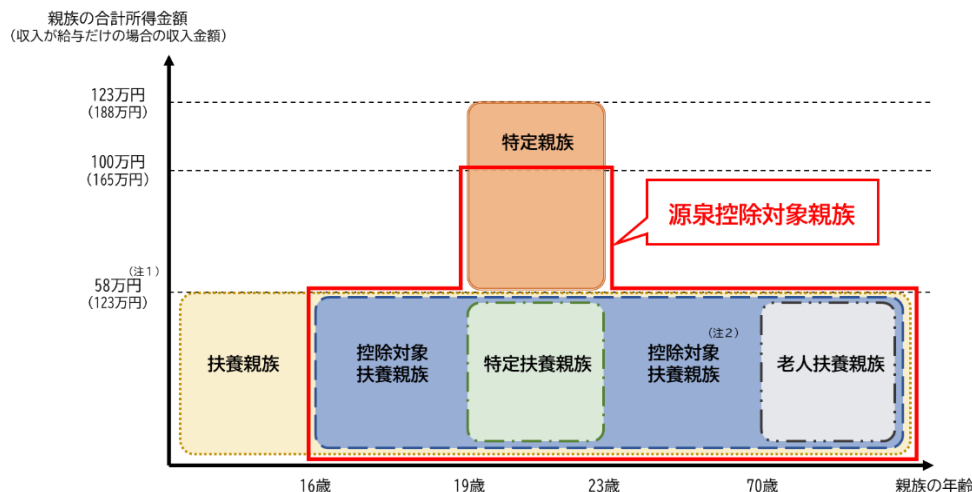 親族の合計所得金額
(収入が給与だけの場合の収入金額)
123万円
(188万円)
特定親族
100万円
(165万円)
源泉控除対象親族
(注1)
58万円
(123万円)
扶養親族
控除対象
扶養親族
特定扶養親族
(注2)
控除対象
扶養親族
老人扶養親族
16歳
19歳
23歳
70歳
親族の年齢